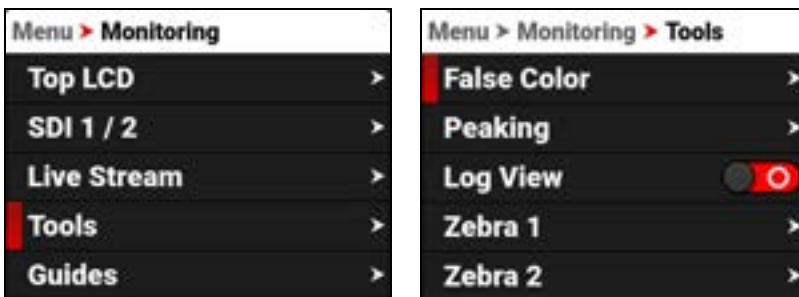 Menu > Monitoring
Top LCD
SDI 1 / 2
Live Stream
Tools
Guides
Menu > Monitoring > Tools
False Color
Peaking
Log View
Zebra 1
Zebra 2